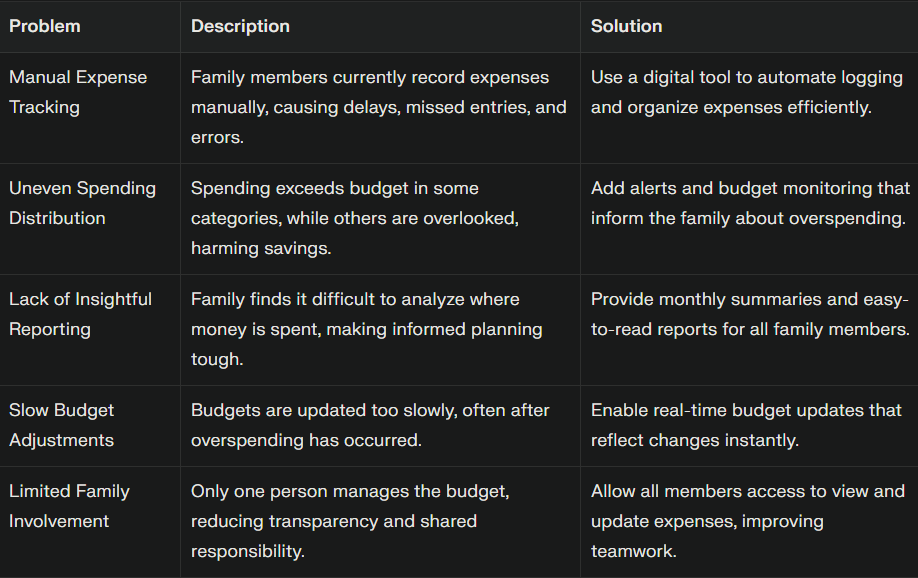 Problem
Description
Solution
Manual Expense
Tracking
Family members currently record expenses
manually, causing delays, missed entries, and
errors.
Use a digital tool to automate logging
and organize expenses efficiently.
Uneven Spending
Distribution
Spending exceeds budget in some
categories, while others are overlooked,
harming savings.
Add alerts and budget monitoring that
inform the family about overspending.
Lack of Insightful
Reporting
Family finds it difficult to analyze where
money is spent, making informed planning
tough.
Provide monthly summaries and easy-
to-read reports for all family members.
Slow Budget
Adjustments
Budgets are updated too slowly, often after
overspending has occurred.
Enable real-time budget updates that
reflect changes instantly.
Limited Family
Involvement
Only one person manages the budget,
reducing transparency and shared
responsibility.
Allow all members access to view and
update expenses, improving
teamwork.